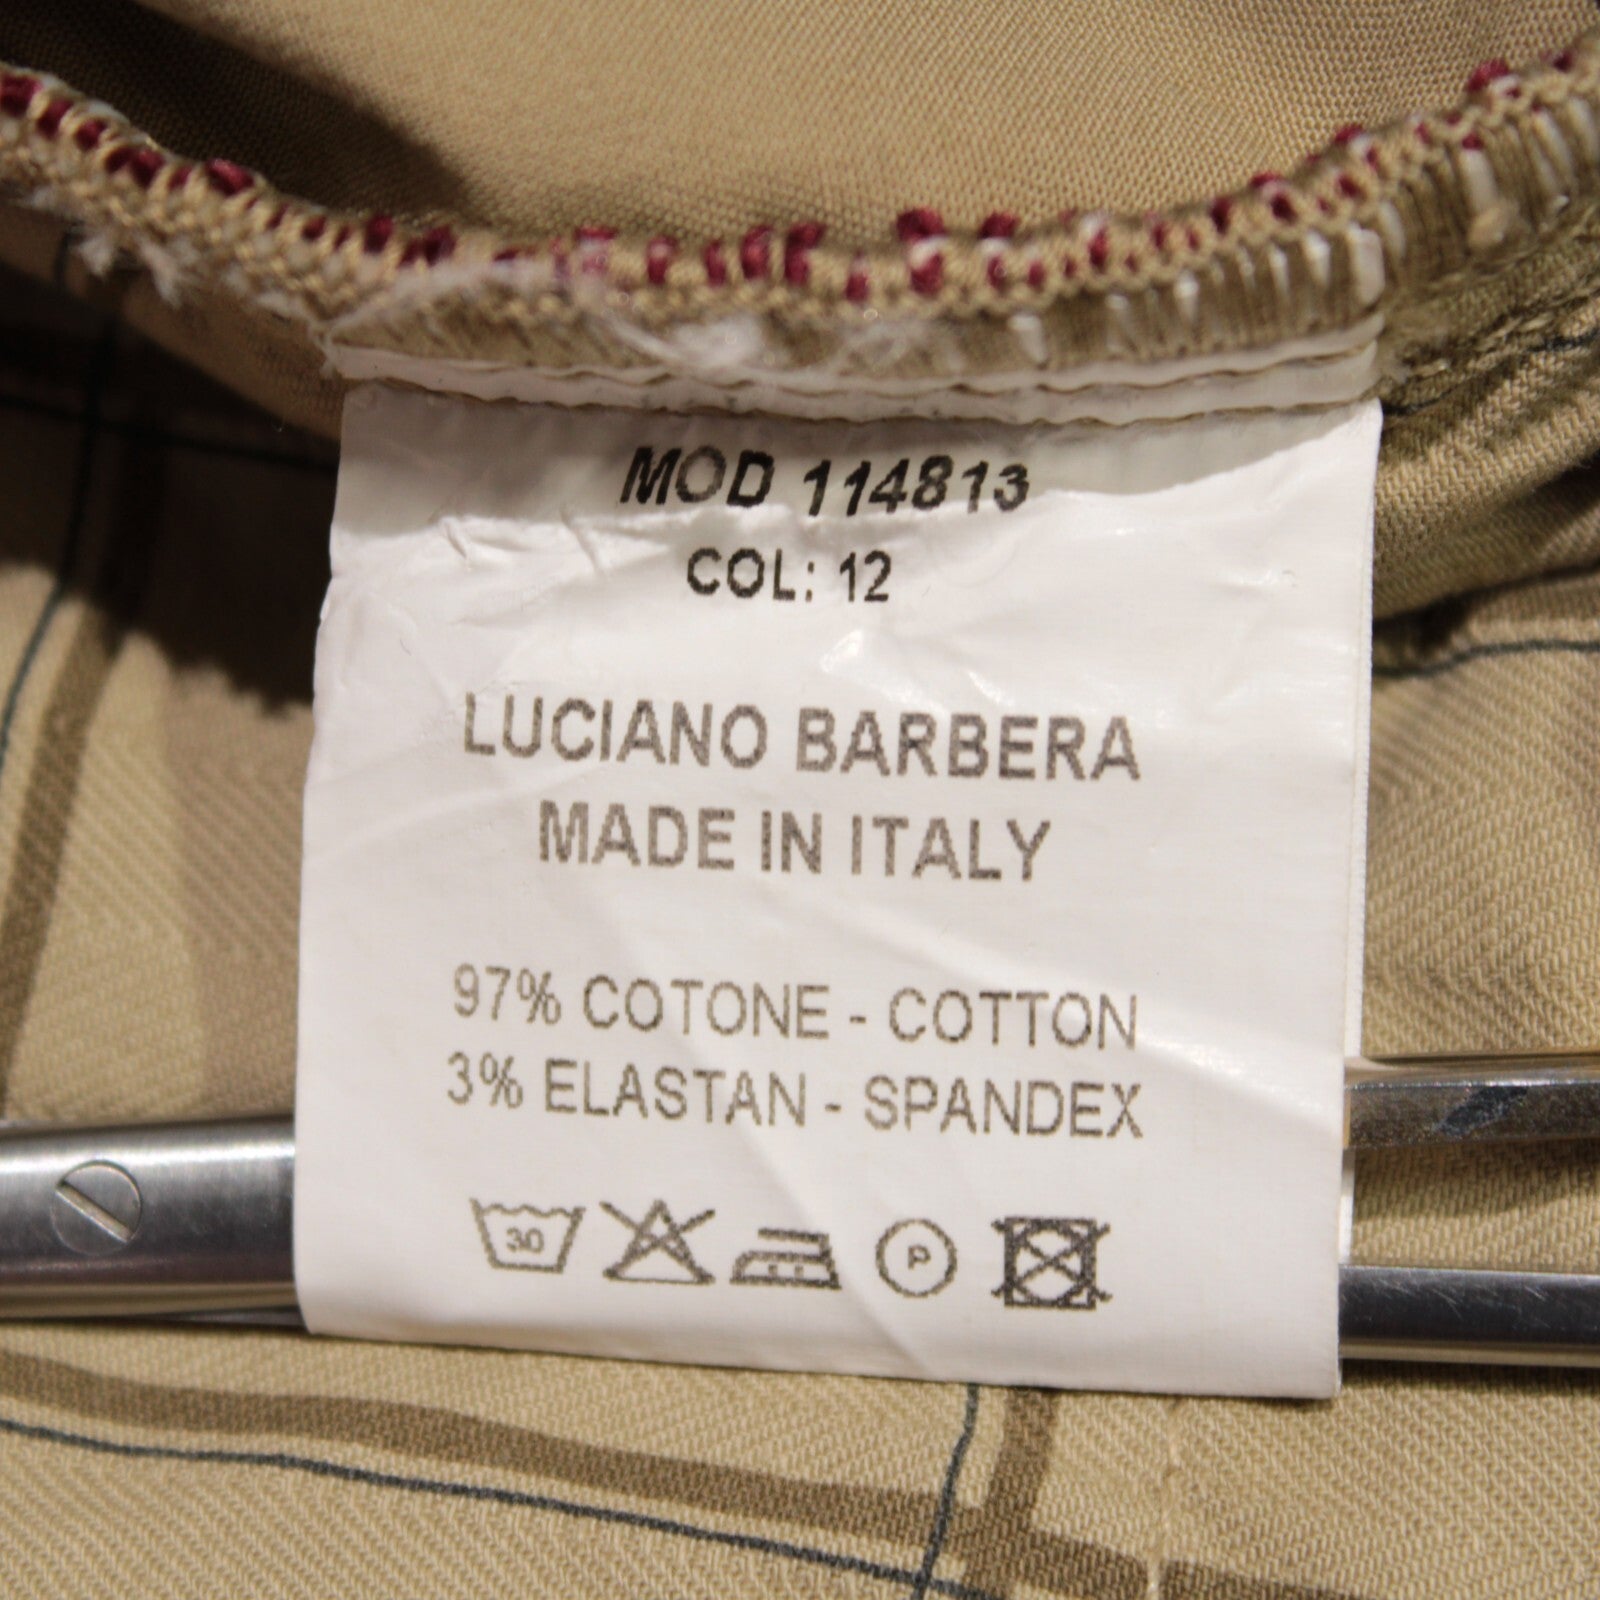 MOD 114813
COL: 12
LUCIANO BARBERA
MADE IN ITALY
97% COTONE - COTTON
3% ELASTAN - SPANDEX
30 P